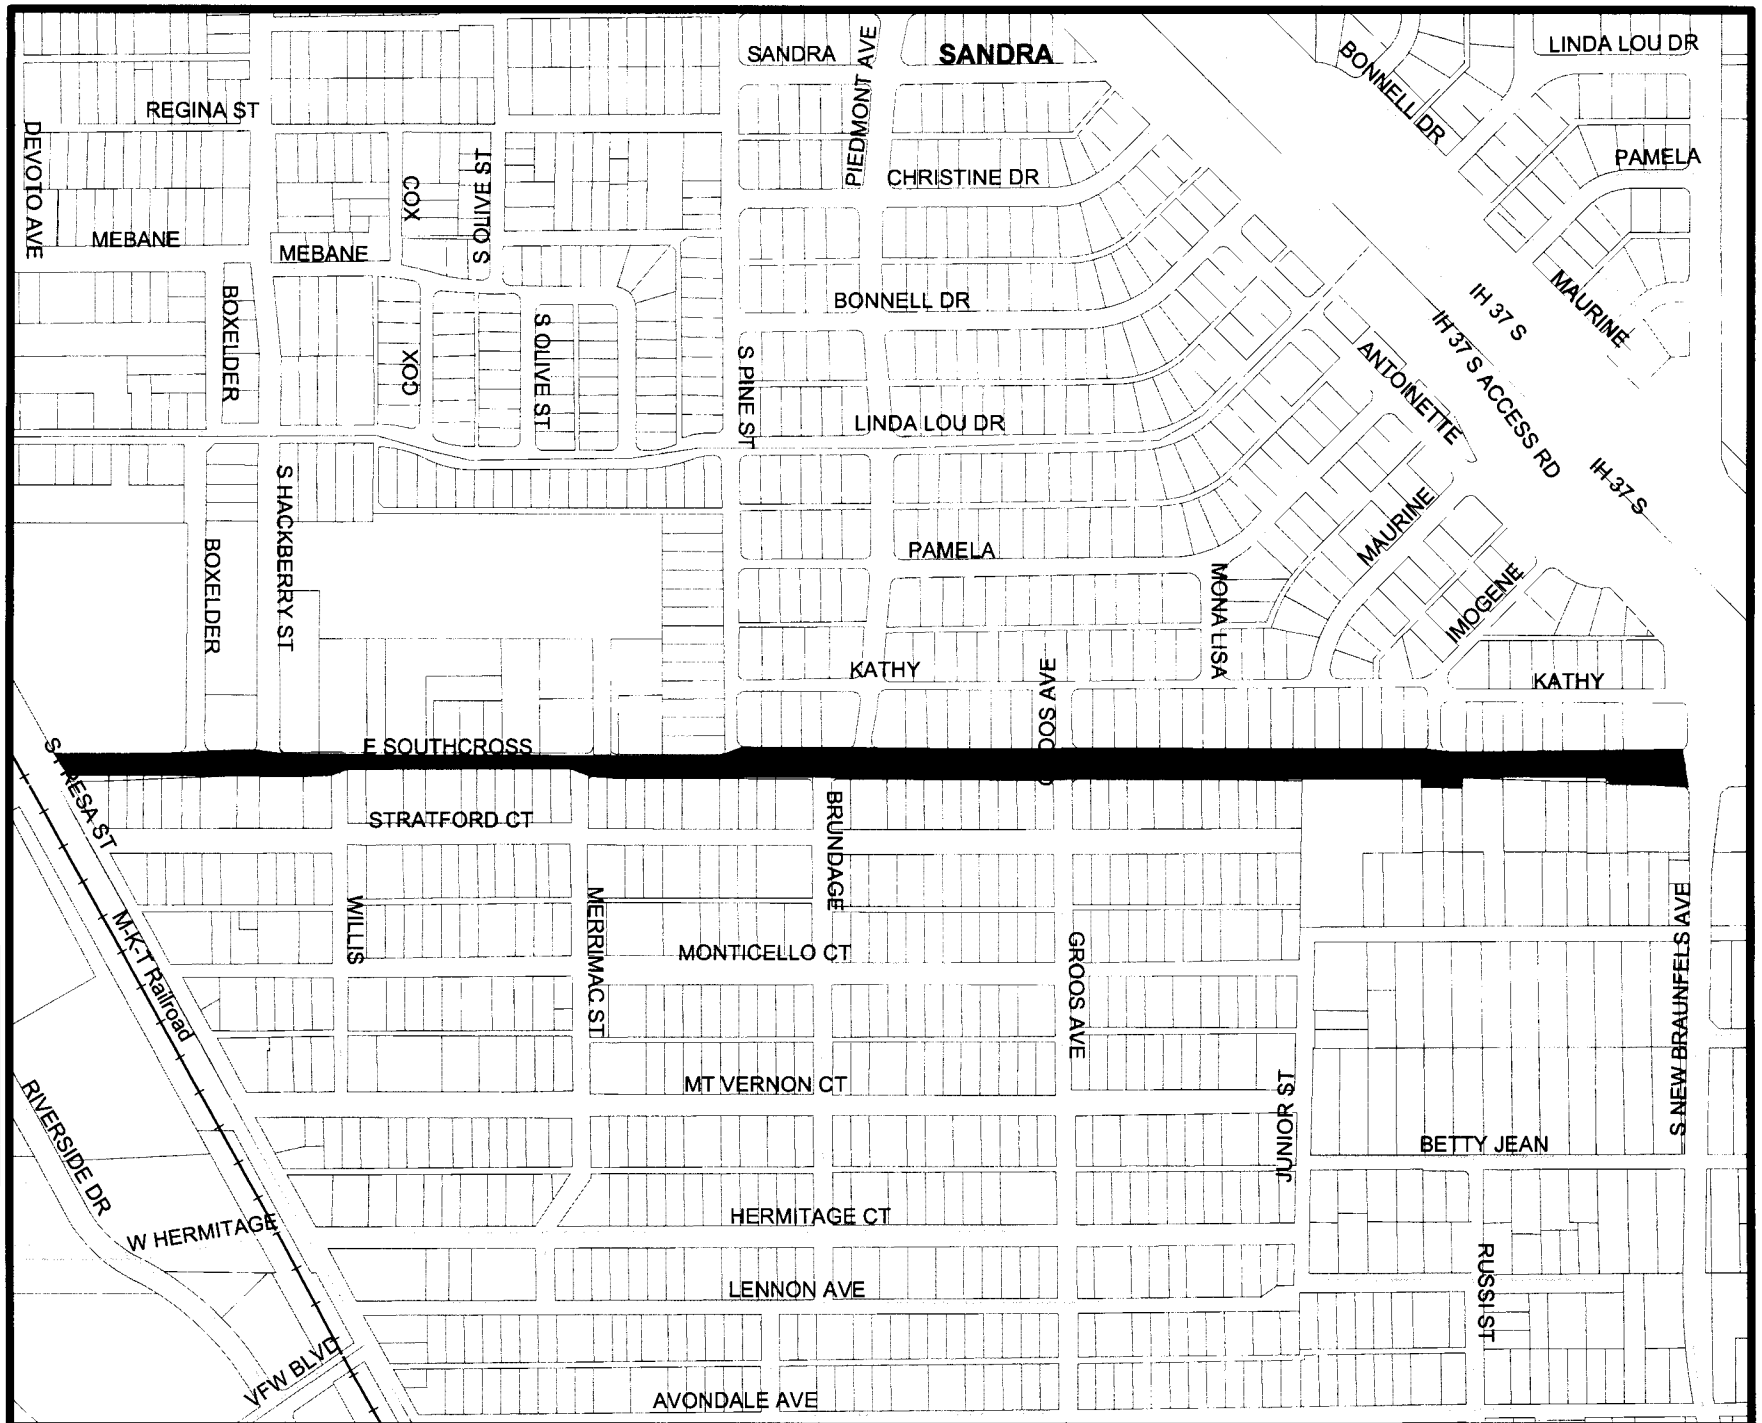 SANDRA
PIEDMONT AVE
SANDRA
BONNELL DR
LINDA LOU DR
REGINA ST
DEVOTO AVE
S OLIVE ST
COX
CHRISTINE DR
PAMELA
MEBANE
MEBANE
BOXELDER
COX
S OLIVE ST
BONNELL DR
S PINE ST
IH 37 S
MAURINE
IH 37 S ACCESS RD
ANTOINETTE
LINDA LOU DR
IH 37 S
S HACKBERRY ST
BOXELDER
PAMELA
MAURINE
MONA LISA
IMOGENE
KATHY
KATHY
AVE
E SOUTHCROSS
ST
STRATFORD CT
BRUNDAGE
WILLIS
MERRIMAC ST
M-K-T Railroad
MONTICELLO CT
GROOS AVE
S NEW BRAUNFELS AVE
MT VERNON CT
JUNIOR ST
BETTY JEAN
RIVERSIDE DR
W HERMITAGE
HERMITAGE CT
LENNON AVE
RUSSI ST
VFW BLVD
AVONDALE AVE